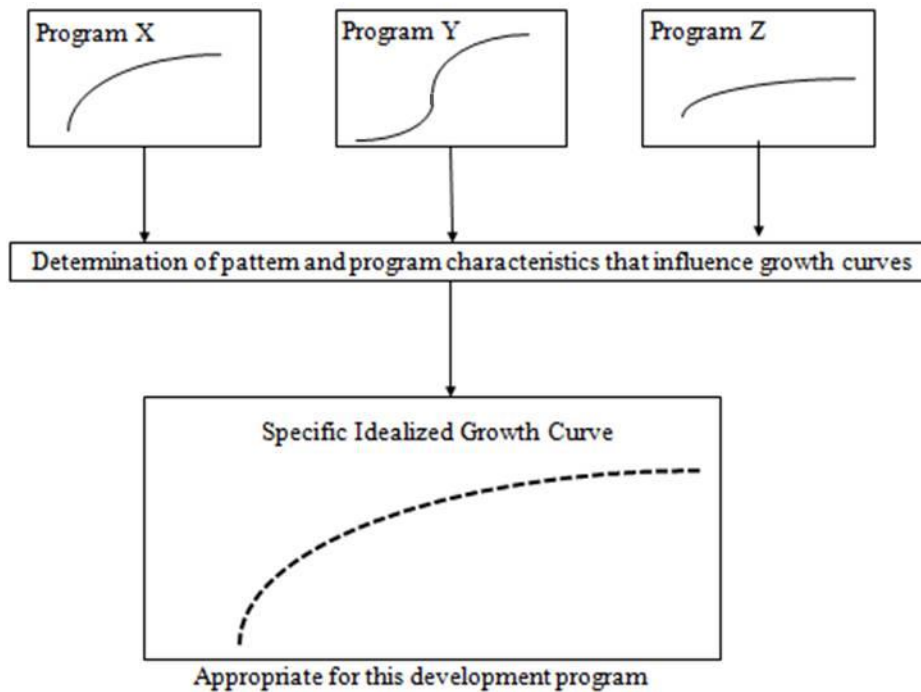 Program X
Program Y
Program Z
Determination of pattern and program characteristics that influence growth curves
Specific Idealized Growth Curve
Appropriate for this development program